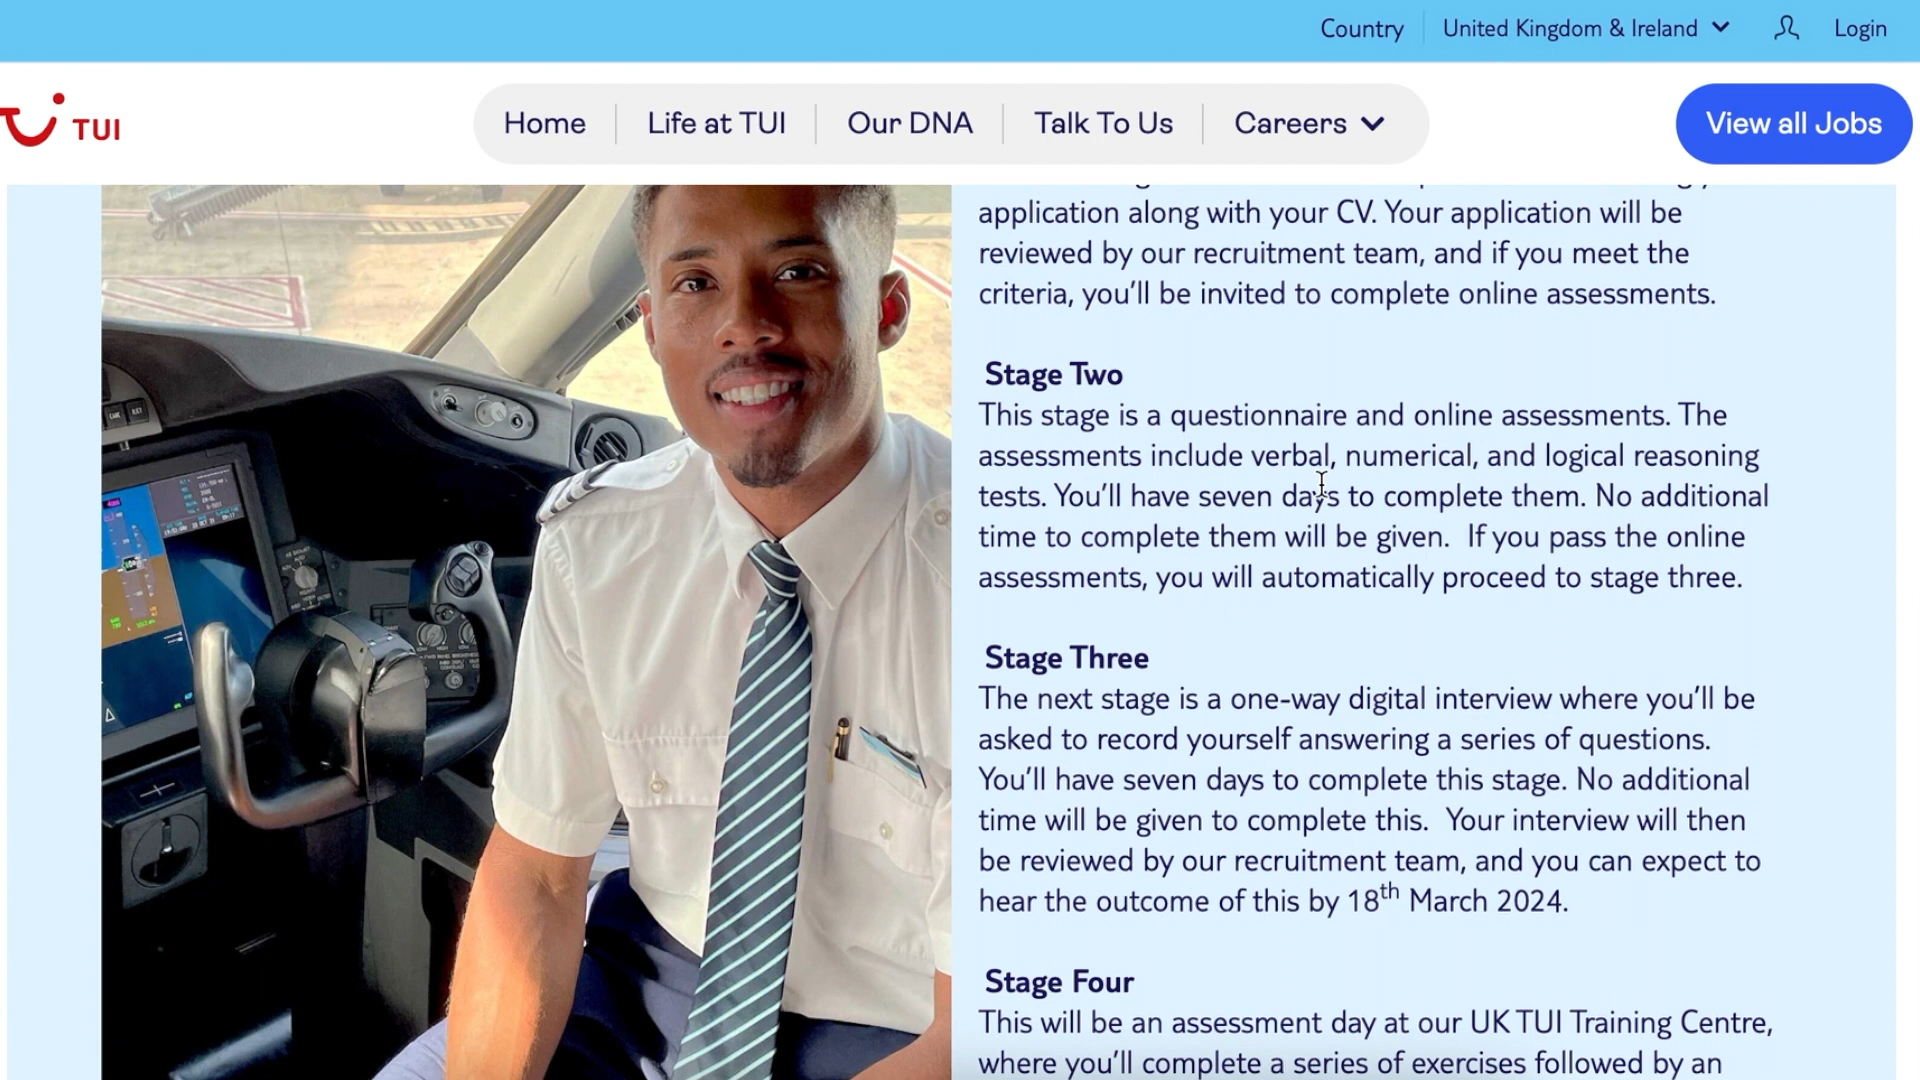 Country
United Kingdom & Ireland
Login
TUI
Home
Life at TUI
Our DNA
Talk To Us
Careers
View all Jobs
application along with your CV. Your application will be
reviewed by our recruitment team, and if you meet the
criteria, you’ll be invited to complete online assessments.
Stage Two
This stage is a questionnaire and online assessments. The
assessments include verbal, numerical, and logical reasoning
tests. You’ll have seven days to complete them. No additional
time to complete them will be given.  If you pass the online
assessments, you will automatically proceed to stage three.
Stage Three
The next stage is a one-way digital interview where you’ll be
asked to record yourself answering a series of questions.
You’ll have seven days to complete this stage. No additional
time will be given to complete this.  Your interview will then
be reviewed by our recruitment team, and you can expect to
hear the outcome of this by 18th March 2024.
Stage Four
This will be an assessment day at our UK TUI Training Centre,
where you’ll complete a series of exercises followed by an